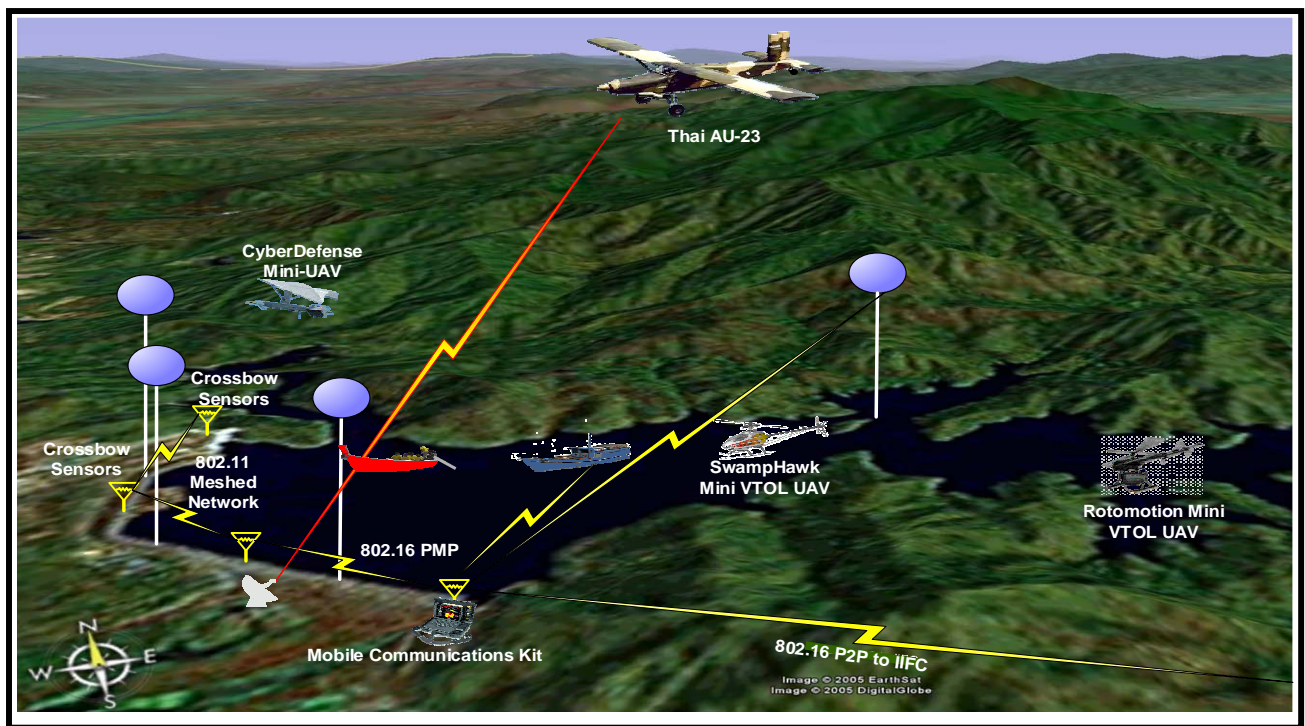 Thai AU-23
CyberDefense
Mini-UAV
Crossbow
Sensors
Crossbow
Sensors
802.11
Meshed
Network
SwampHawk
Mini VTOL UAV
Rotomotion Mini
VTOL UAV
802.16 PMP
Mobile Communications Kit
802.16 P2P to IIFC
Image © 2005 EarthSat
Image © 2005 DigitalGlobe
N
W
E
S